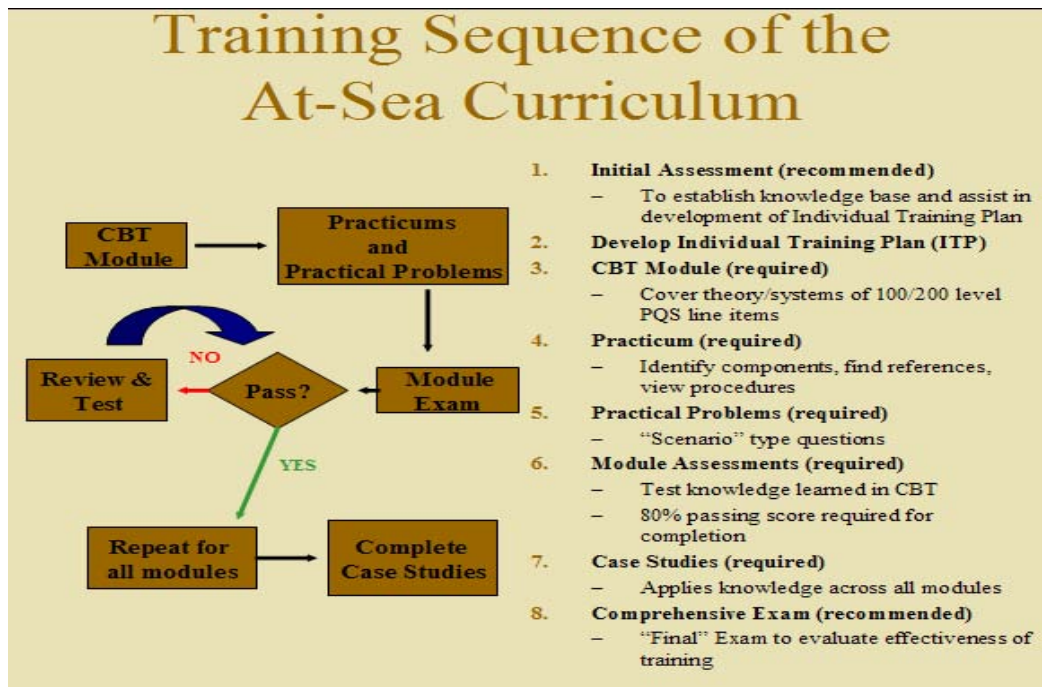 Training Sequence of the
At-Sea Curriculum
CBT
Module
Practicums
and
Practical Problems
NO
Review &
Test
Pass?
Module
Exam
YES
Repeat for
all modules
Complete
Case Studies
1. Initial Assessment (recommended)
– To establish knowledge base and assist in
development of Individual Training Plan
2. Develop Individual Training Plan (ITP)
3. CBT Module (required)
– Cover theory/systems of 100/200 level
PQS line items
4. Practicum (required)
– Identify components, find references,
view procedures
5. Practical Problems (required)
– “Scenario” type questions
6. Module Assessments (required)
– Test knowledge learned in CBT
– 80% passing score required for
completion
7. Case Studies (required)
– Applies knowledge across all modules
8. Comprehensive Exam (recommended)
– “Final” Exam to evaluate effectiveness of
training